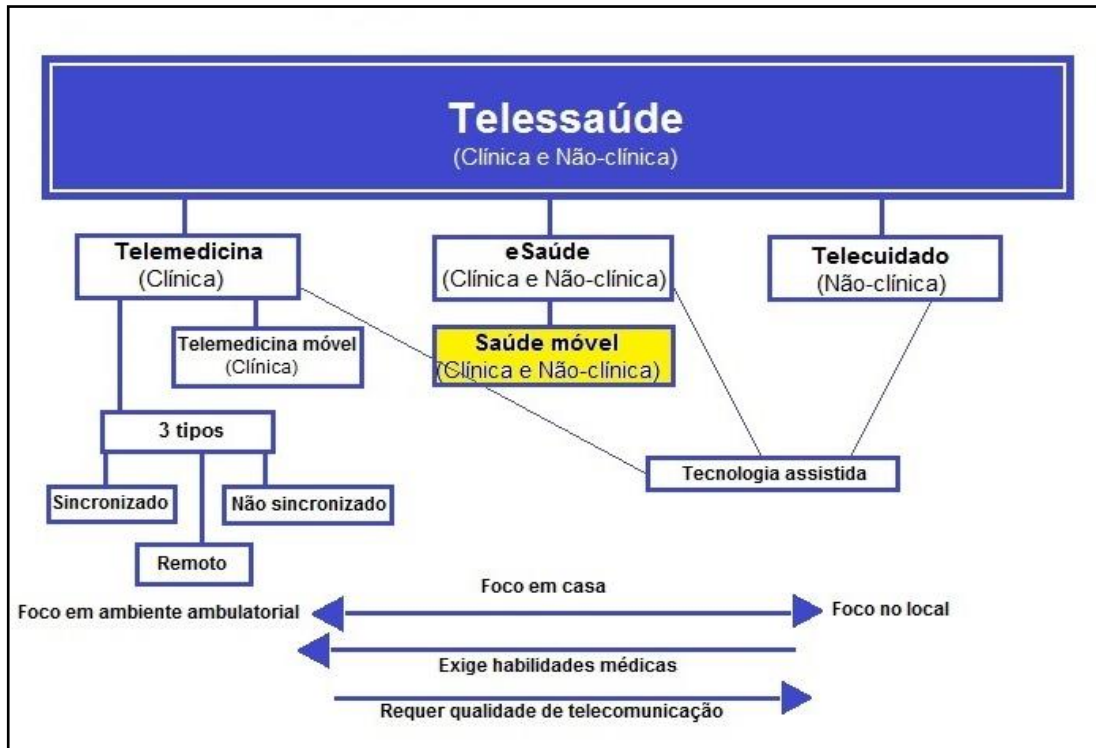 Telessaúde
(Clínica e Não-clínica)
Telemedicina
(Clínica)
eSaúde
(Clínica e Não-clínica)
Telecuidado
(Não-clínica)
Telemedicina móvel
(Clínica)
Saúde móvel
(Clínica e Não-clínica)
3 tipos
Tecnologia assistida
Sincronizado
Não sincronizado
Remoto
Foco em casa
Foco em ambiente ambulatorial
Foco no local
Exige habilidades médicas
Requer qualidade de telecomunicação